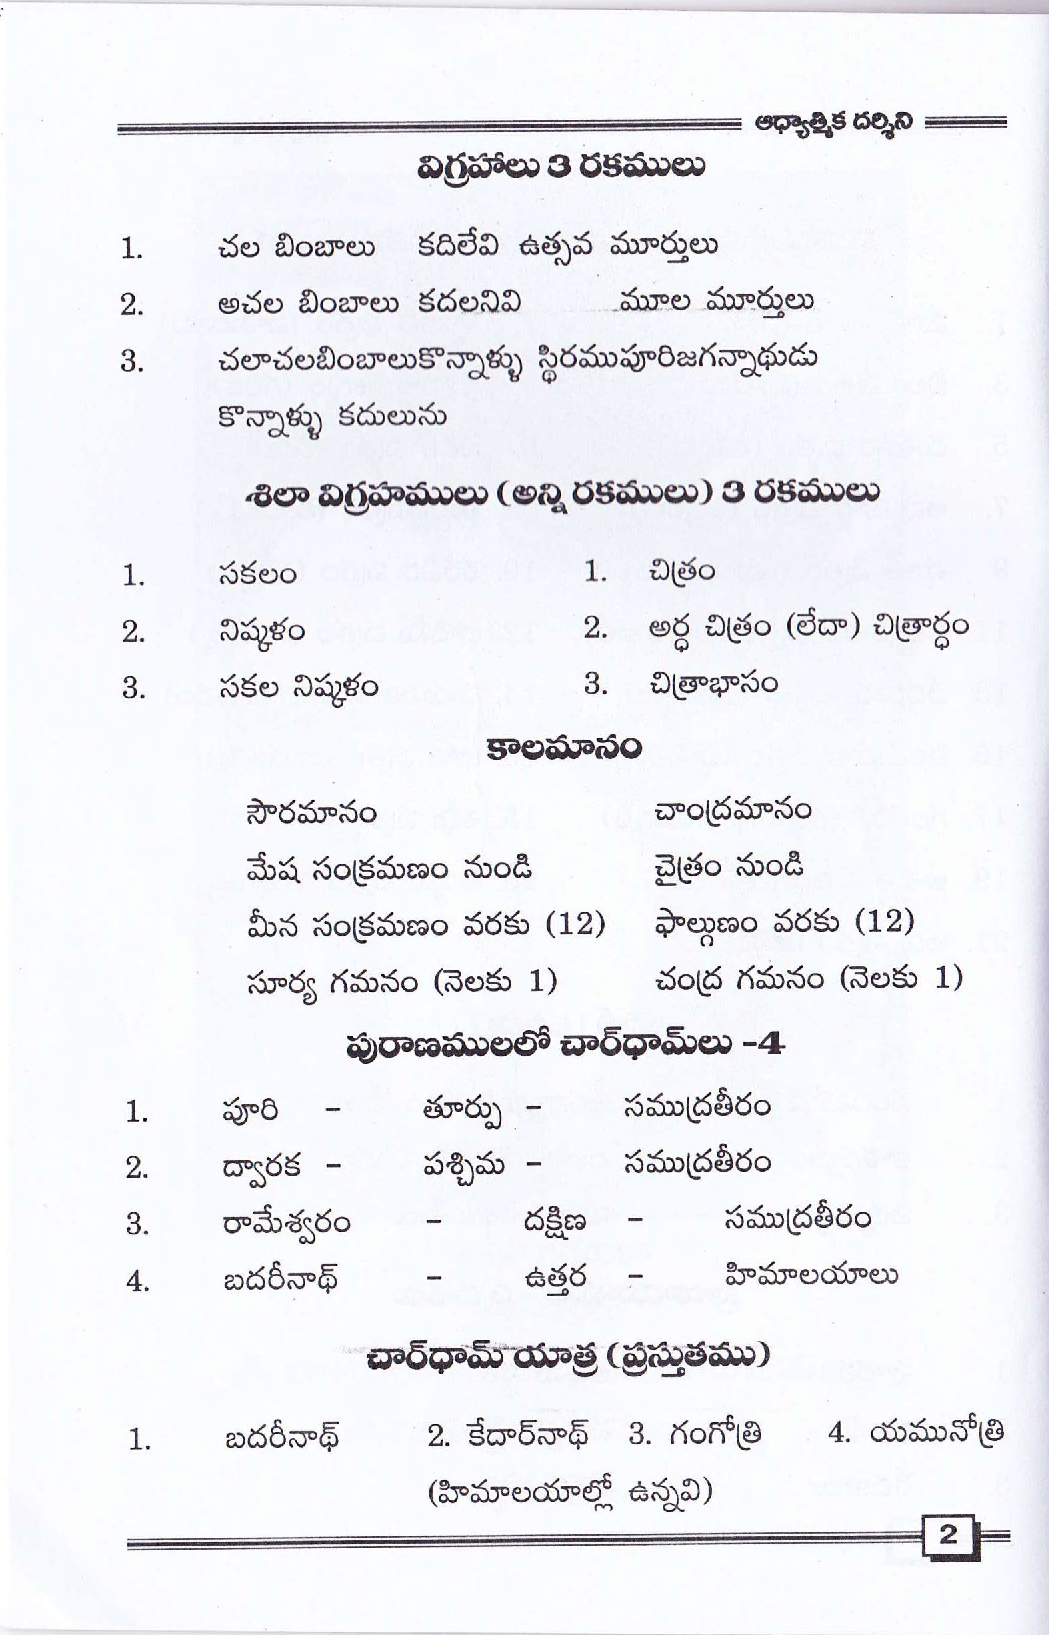 ఆధ్యాత్మిక దర్శిని
విగ్రహాలు 3 రకములు
1. చల బింబాలు కదిలేవి ఉత్సవ మూర్తులు
2. అచల బింబాలు కదలనివి మూల మూర్తులు
3. చలాచలబింబాలుకొన్నాళ్ళు స్థిరముపూరిజగన్నాథుడు
కొన్నాళ్ళు కదులును
శిలా విగ్రహములు (అన్ని రకములు) 3 రకములు
1. సకలం 1. చిత్రం
2. నిష్కళం 2. అర్ధ చిత్రం (లేదా) చిత్రార్ధం
3. సకల నిష్కళం 3. చిత్రాభాసం
కాలమానం
సౌరమానం చాంద్రమానం
మేష సంక్రమణం నుండి చైత్రం నుండి
మీన సంక్రమణం వరకు (12) ఫాల్గుణం వరకు (12)
సూర్య గమనం (నెలకు 1) చంద్ర గమనం (నెలకు 1)
పురాణములలో చార్‌ధామ్‌లు -4
1. పూరి - తూర్పు - సముద్రతీరం
2. ద్వారక - పశ్చిమ - సముద్రతీరం
3. రామేశ్వరం - దక్షిణ - సముద్రతీరం
4. బదరీనాథ్ - ఉత్తర - హిమాలయాలు
చార్‌ధామ్ యాత్ర (ప్రస్తుతము)
1. బదరీనాథ్ 2. కేదార్‌నాథ్ 3. గంగోత్రి 4. యమునోత్రి
(హిమాలయాల్లో ఉన్నవి)
2